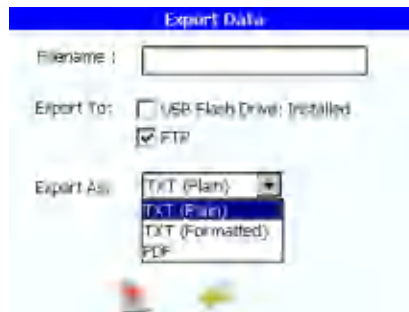 Export Data
Filename :
Export To: USB Flash Drive: Installed
FTP
Export As: TXT (Plain)
TXT (Plain)
TXT (Formatted)
PDF